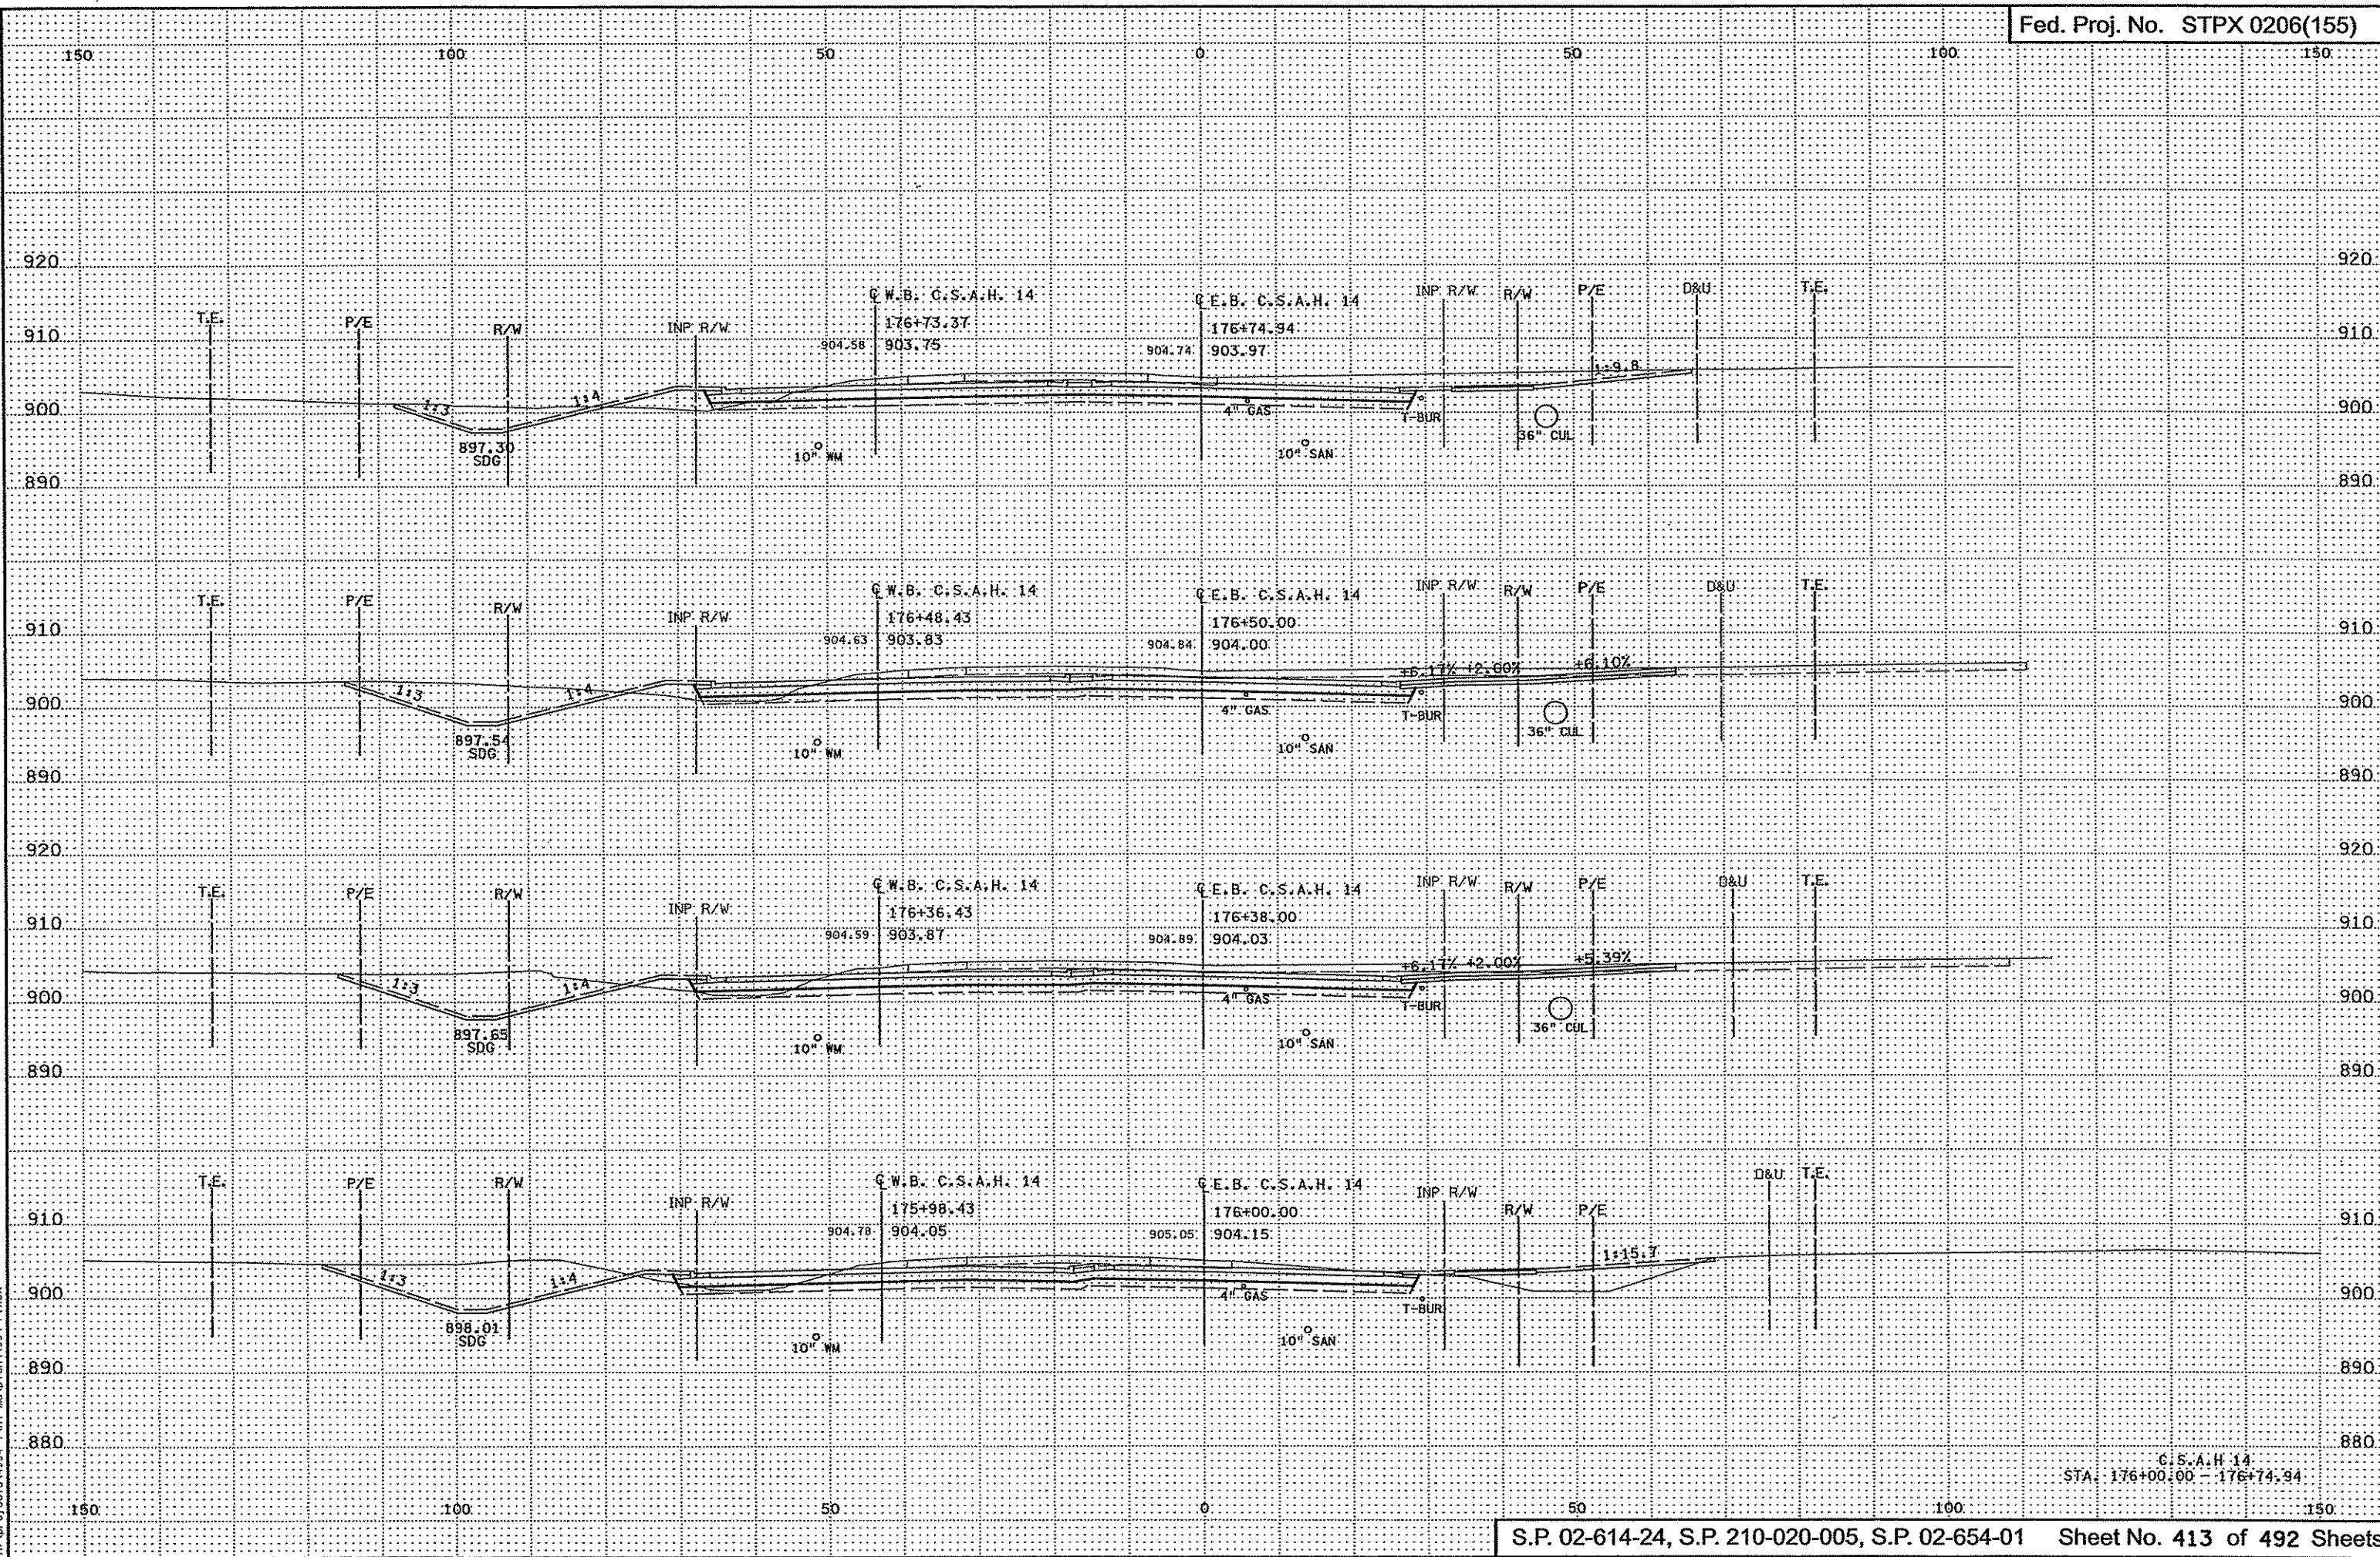 Fed. Proj. No. STPX 0206(155)
150 100 50 0 50 100 150
920 920
T.E. P/E R/W INP R/W ℄ W.B. C.S.A.H. 14 ℄ E.B. C.S.A.H. 14 INP R/W R/W P/E D&U T.E.
910 176+73.37 176+74.94 910
904.58 903.75 904.74 903.97
1:9.8
900 1:3 1:4 4" GAS T-BUR 900
897.30 10" WM 10" SAN 36" CUL
SDG
890 890
T.E. P/E R/W INP R/W ℄ W.B. C.S.A.H. 14 ℄ E.B. C.S.A.H. 14 INP R/W R/W P/E D&U T.E.
910 176+48.43 176+50.00 910
904.63 903.83 904.84 904.00
+6.17% +2.00% +6.10%
900 1:3 1:4 4" GAS T-BUR 900
897.54 10" WM 10" SAN 36" CUL
SDG
890 890
920 920
T.E. P/E R/W INP R/W ℄ W.B. C.S.A.H. 14 ℄ E.B. C.S.A.H. 14 INP R/W R/W P/E D&U T.E.
910 176+36.43 176+38.00 910
904.59 903.87 904.89 904.03
+6.17% +2.00% +5.39%
900 1:3 1:4 4" GAS T-BUR 900
897.65 10" WM 10" SAN 36" CUL
SDG
890 890
T.E. P/E R/W INP R/W ℄ W.B. C.S.A.H. 14 ℄ E.B. C.S.A.H. 14 INP R/W R/W P/E D&U T.E.
910 175+98.43 176+00.00 910
904.78 904.05 905.05 904.15
1:15.7
900 1:3 1:4 4" GAS T-BUR 900
898.01 10" WM 10" SAN
SDG
890 890
880 880
C.S.A.H 14
STA. 176+00.00 - 176+74.94
150 100 50 0 50 100 150
S.P. 02-614-24, S.P. 210-020-005, S.P. 02-654-01 Sheet No. 413 of 492 Sheets